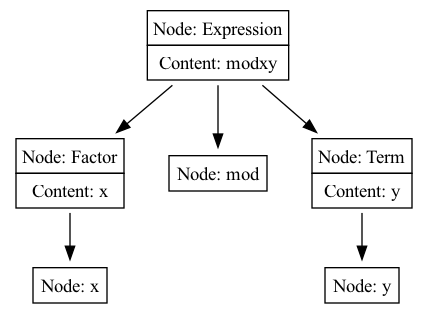 Node: Expression
Content: modxy
Node: Factor
Content: x
Node: mod
Node: Term
Content: y
Node: x
Node: y